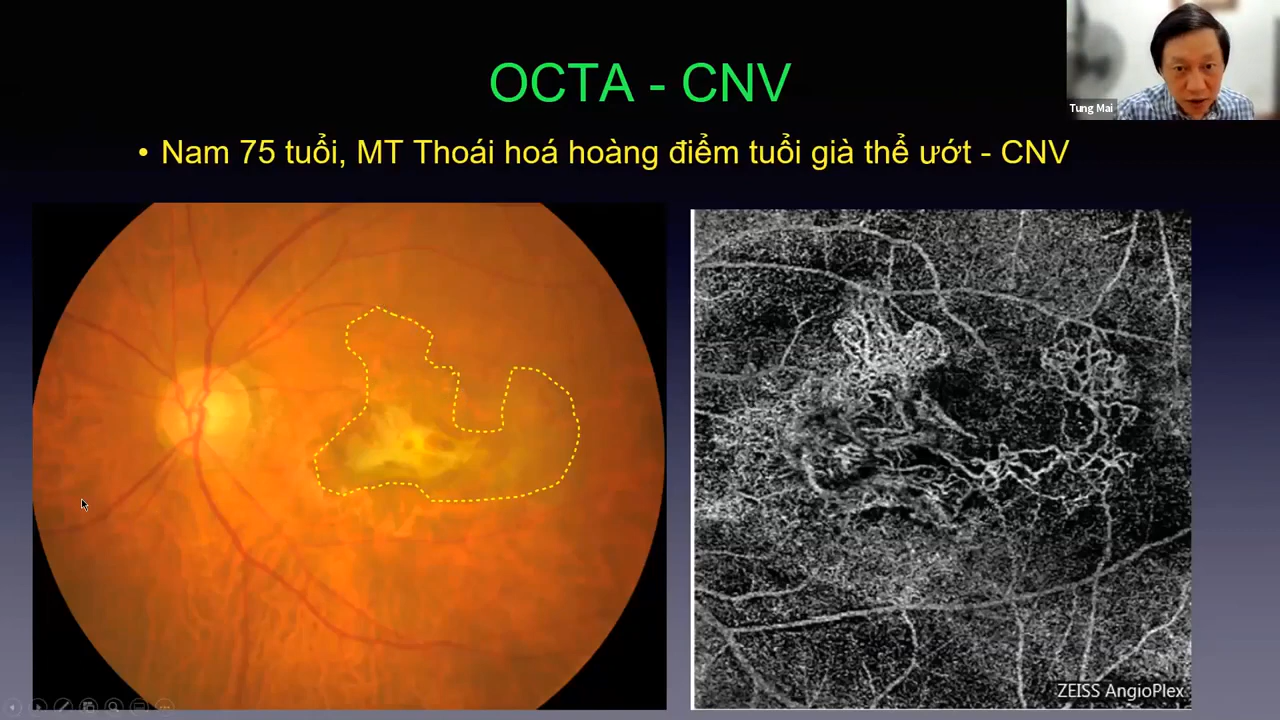 OCTA - CNV
Tung Mai
• Nam 75 tuổi, MT Thoái hoá hoàng điểm tuổi già thể ướt - CNV
ZEISS AngioPlex